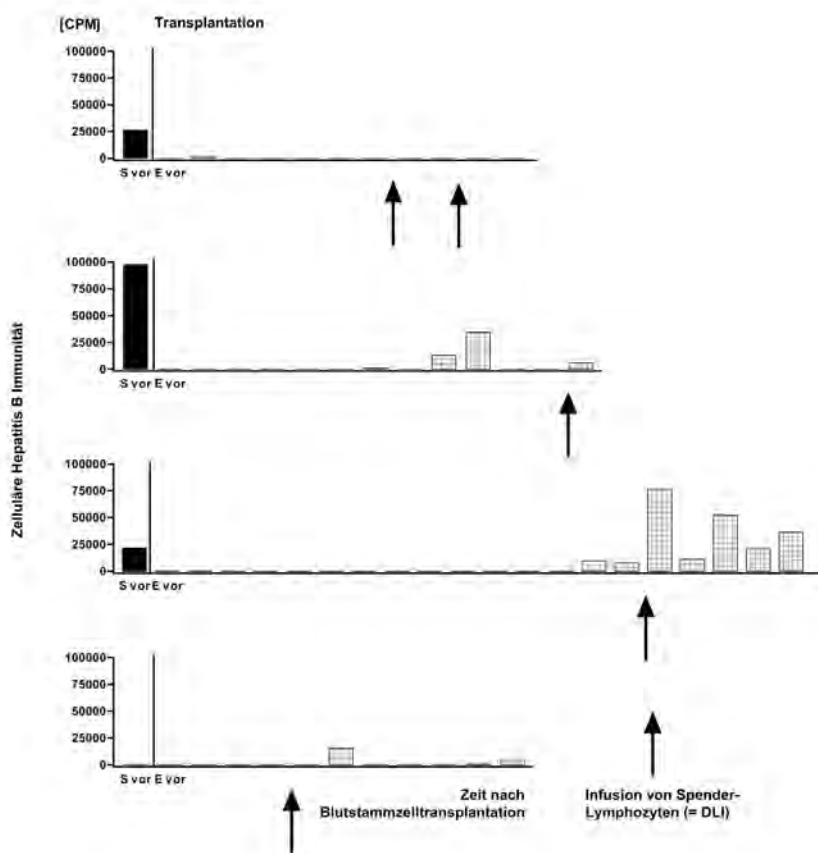 [CPM] Transplantation
100000
75000
50000
25000
0
S vor E vor
100000
75000
50000
25000
0
S vor E vor
Zelluläre Hepatitis B Immunität
100000
75000
50000
25000
0
S vor E vor
100000
75000
50000
25000
0
S vor E vor
Zeit nach
Blutstammzelltransplantation
Infusion von Spender-
Lymphozyten (= DLI)